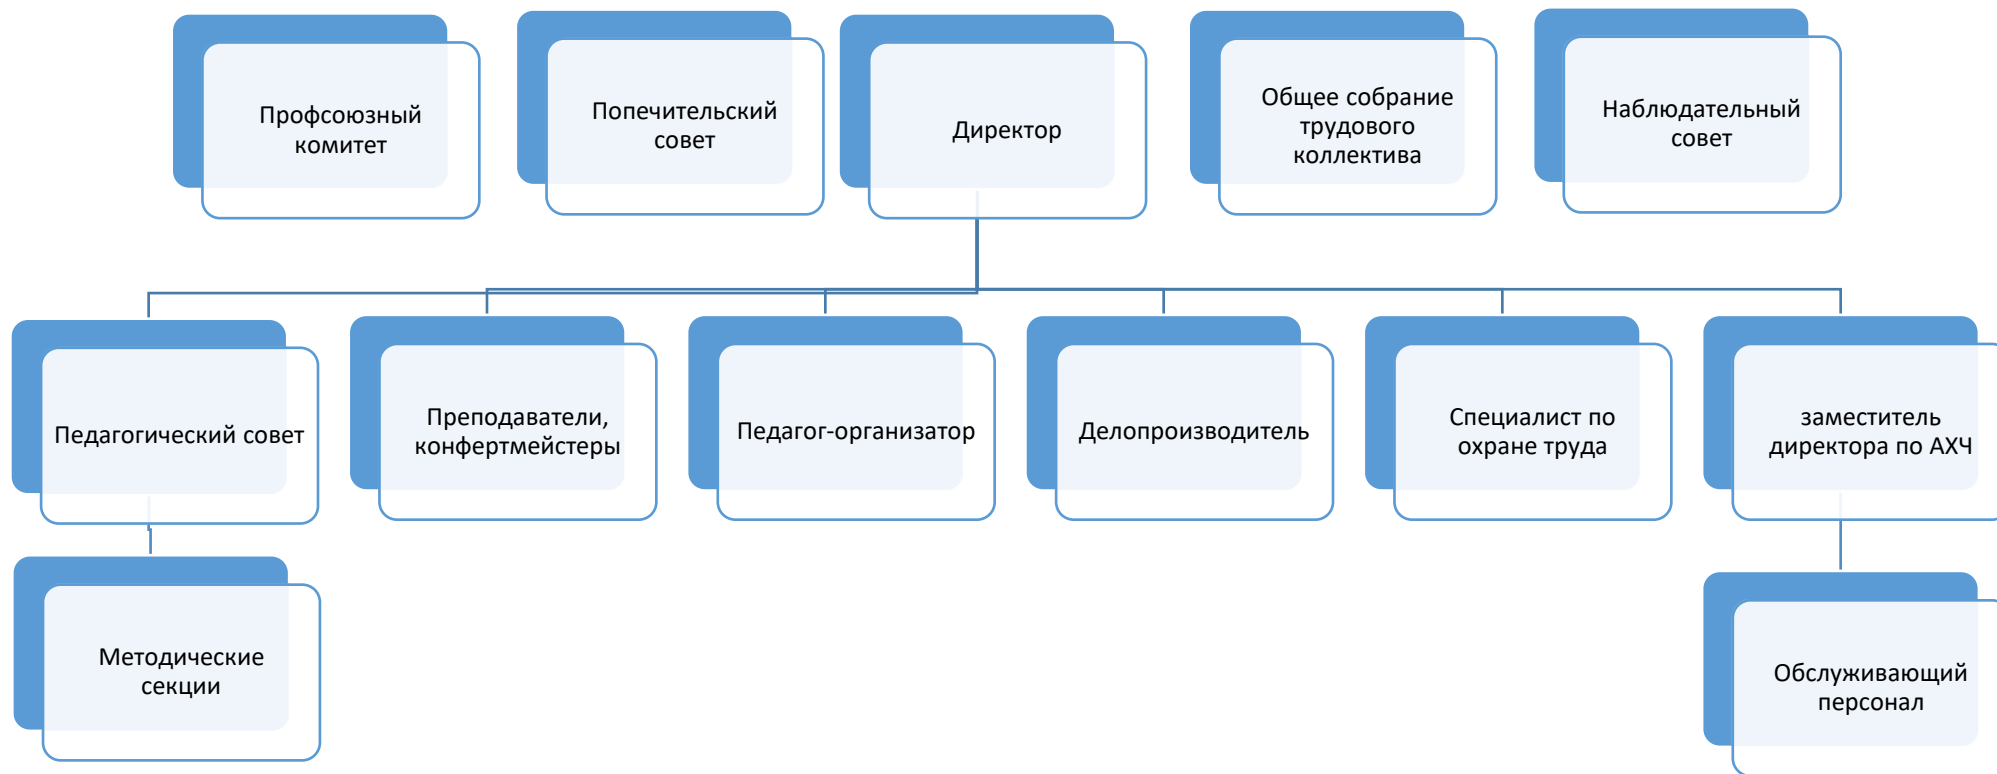 Профсоюзный
комитет
Попечительский
совет
Директор
Общее собрание
трудового
коллектива
Наблюдательный
совет
Педагогический совет
Преподаватели,
конфертмейстеры
Педагог-организатор
Делопроизводитель
Специалист по
охране труда
заместитель
директора по АХЧ
Методические
секции
Обслуживающий
персонал